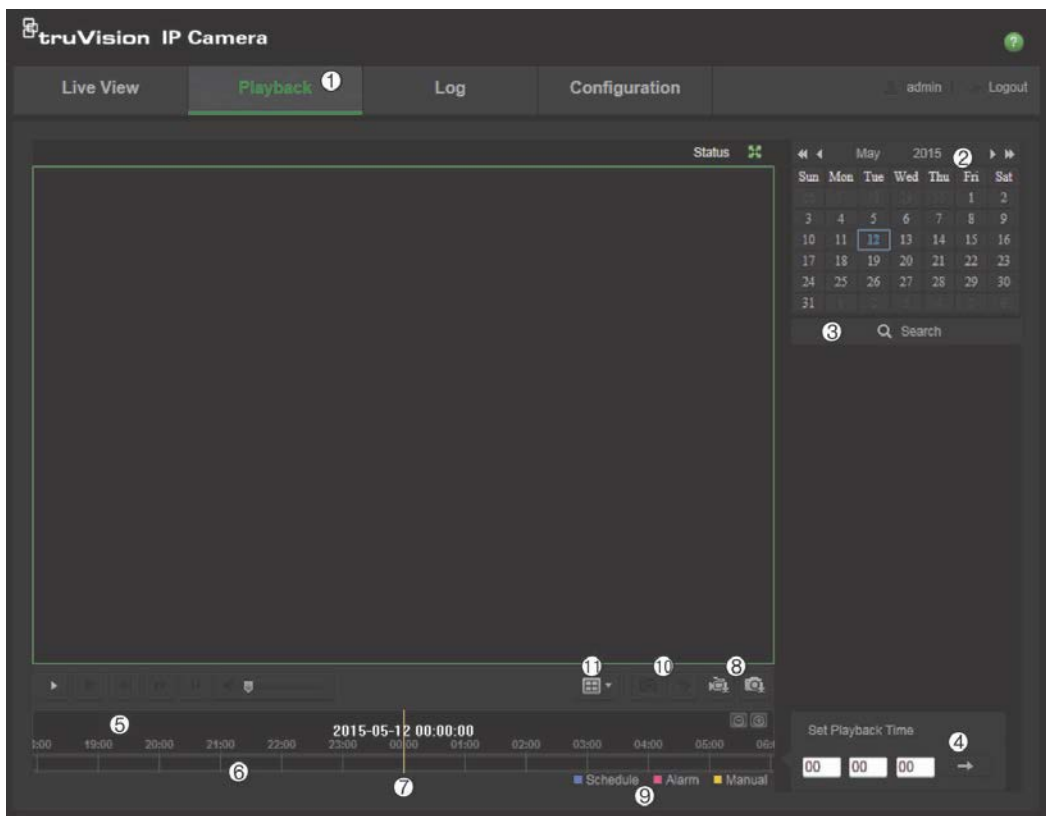 truVision IP Camera
?
Live View Playback 1 Log Configuration admin Logout
Status
May 2015 2
Sun Mon Tue Wed Thu Fri Sat
1 2
3 4 5 6 7 8 9
10 11 12 13 14 15 16
17 18 19 20 21 22 23
24 25 26 27 28 29 30
31
3 Search
11 10 8
5
2015-05-12 00:00:00
19:00 20:00 21:00 22:00 23:00 00:00 01:00 02:00 03:00 04:00 05:00
6
7
Schedule Alarm Manual
9
Set Playback Time
4
00 00 00